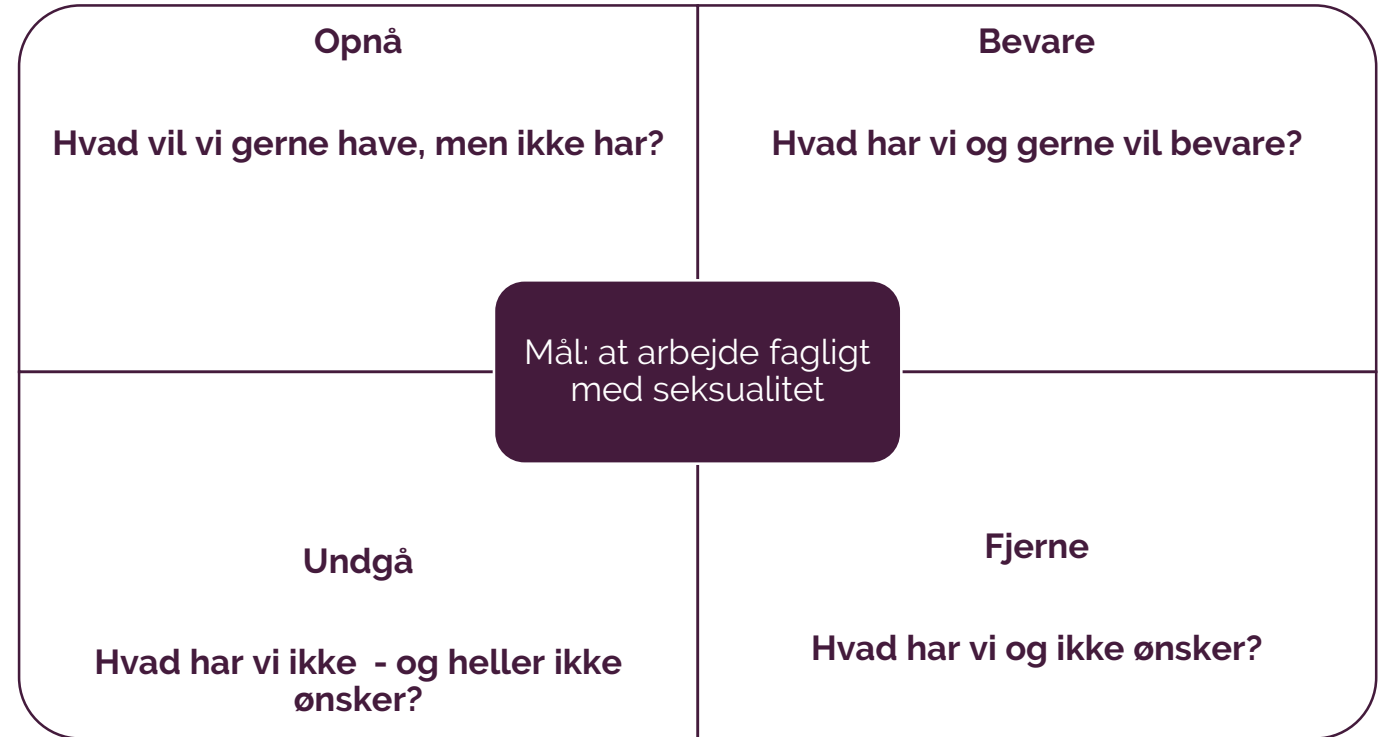 Opnå
Hvad vil vi gerne have, men ikke har?
Bevare
Hvad har vi og gerne vil bevare?
Mål: at arbejde fagligt
med seksualitet
Undgå
Hvad har vi ikke  - og heller ikke
ønsker?
Fjerne
Hvad har vi og ikke ønsker?